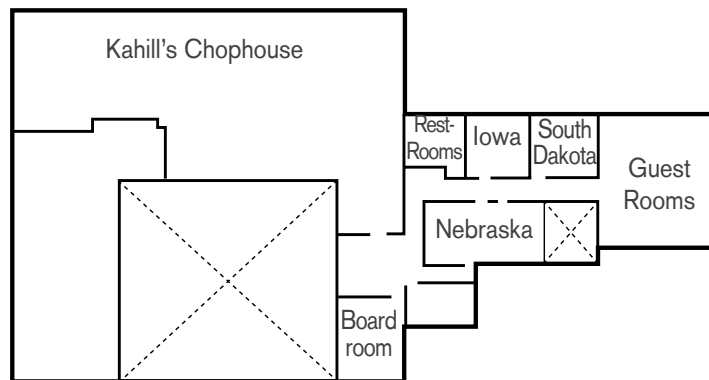 Kahill's Chophouse
Rest-
Rooms
Iowa
South
Dakota
Guest
Rooms
Nebraska
Board
room